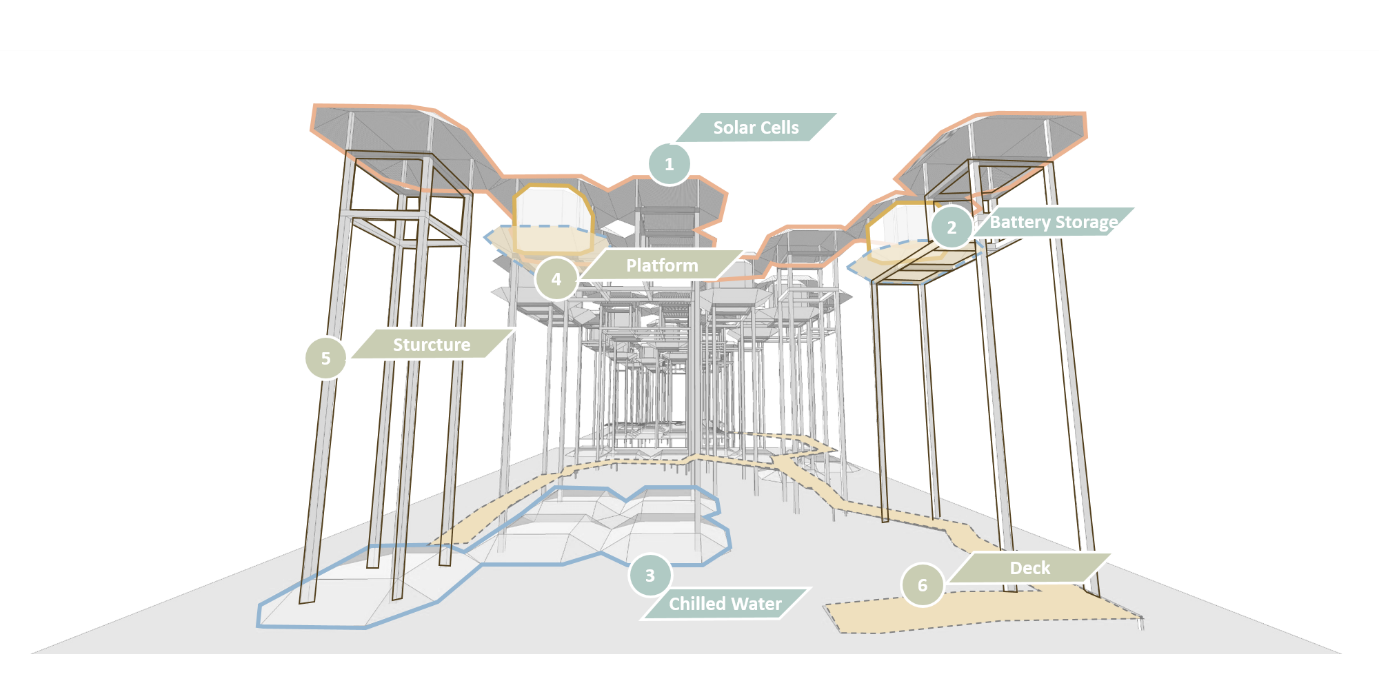 1
Solar Cells
2
Battery Storage
3
Chilled Water
4
Platform
5
Sturcture
6
Deck